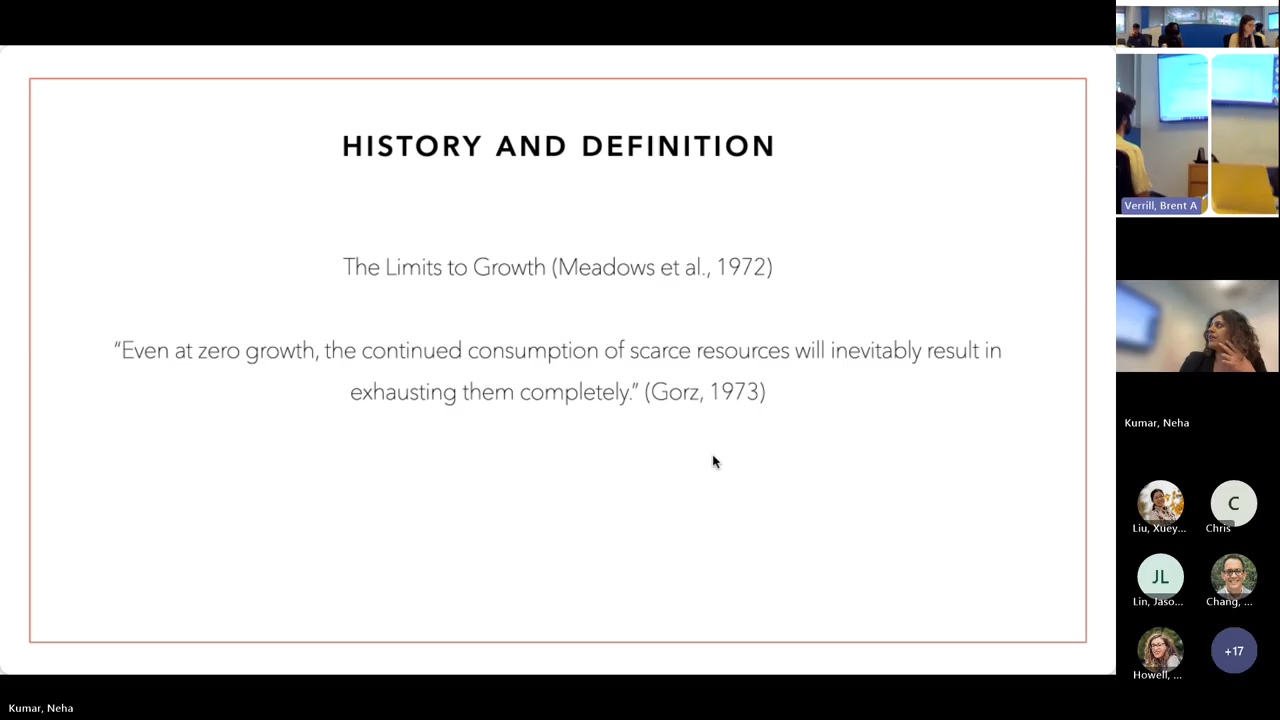 HISTORY AND DEFINITION
The Limits to Growth (Meadows et al., 1972)
“Even at zero growth, the continued consumption of scarce resources will inevitably result in
exhausting them completely.” (Gorz, 1973)
Verrill, Brent A
Kumar, Neha
Liu, Xuey...
C
Chris
JL
Lin, Jaso...
Chang, ...
Howell, ...
+17
Kumar, Neha